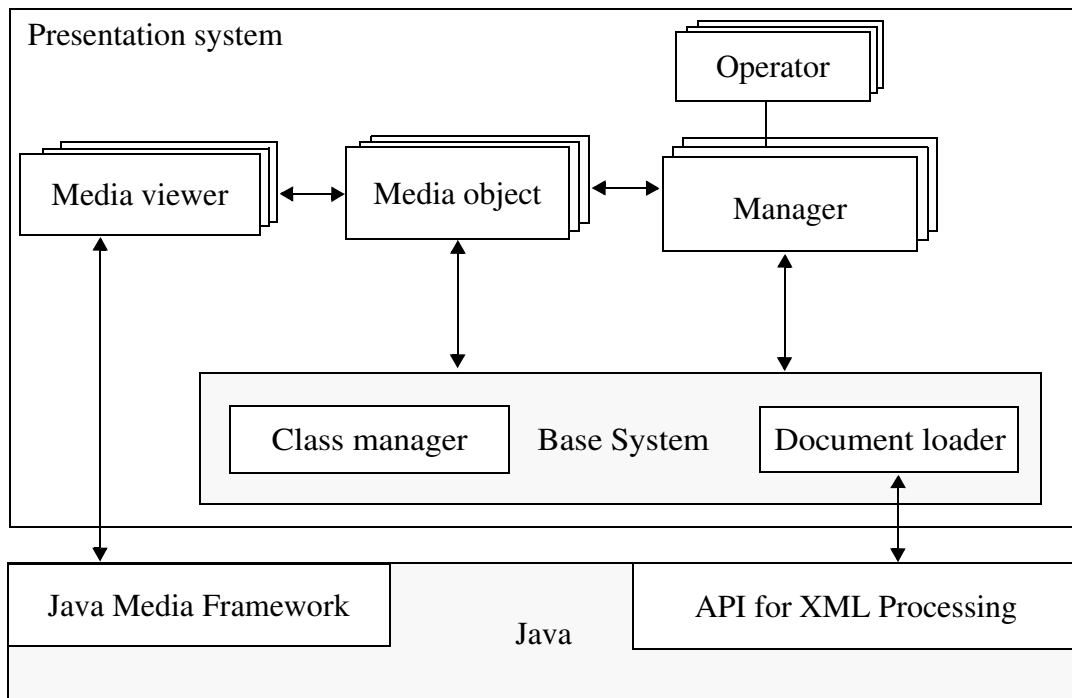 Presentation system
Operator
Media viewer
Media object
Manager
Class manager
Base System
Document loader
Java Media Framework
API for XML Processing
Java